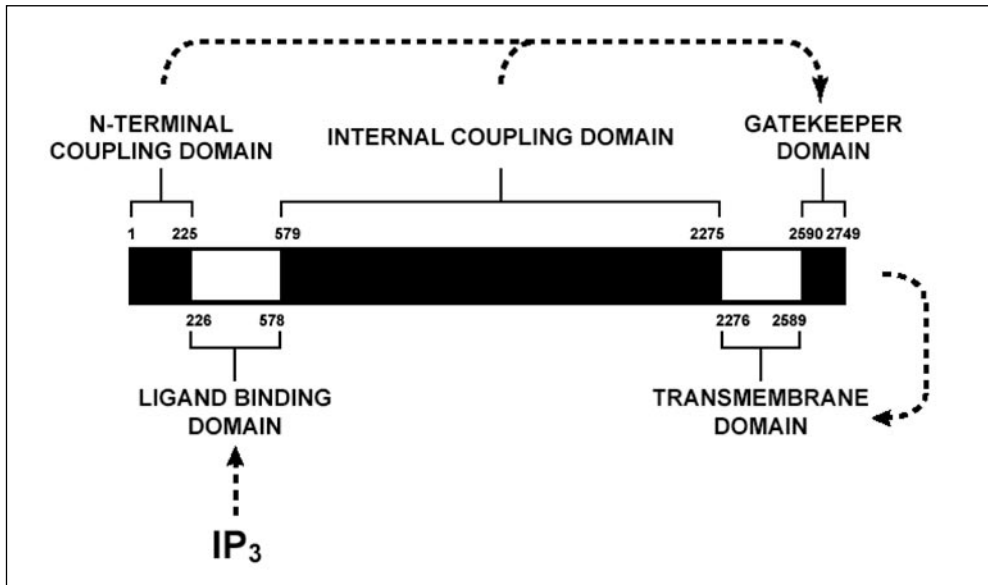 N-TERMINAL
COUPLING DOMAIN
INTERNAL COUPLING DOMAIN
GATEKEEPER
DOMAIN
1 225 579 2275 2590 2749
226 578 2276 2589
LIGAND BINDING
DOMAIN
TRANSMEMBRANE
DOMAIN
IP₃